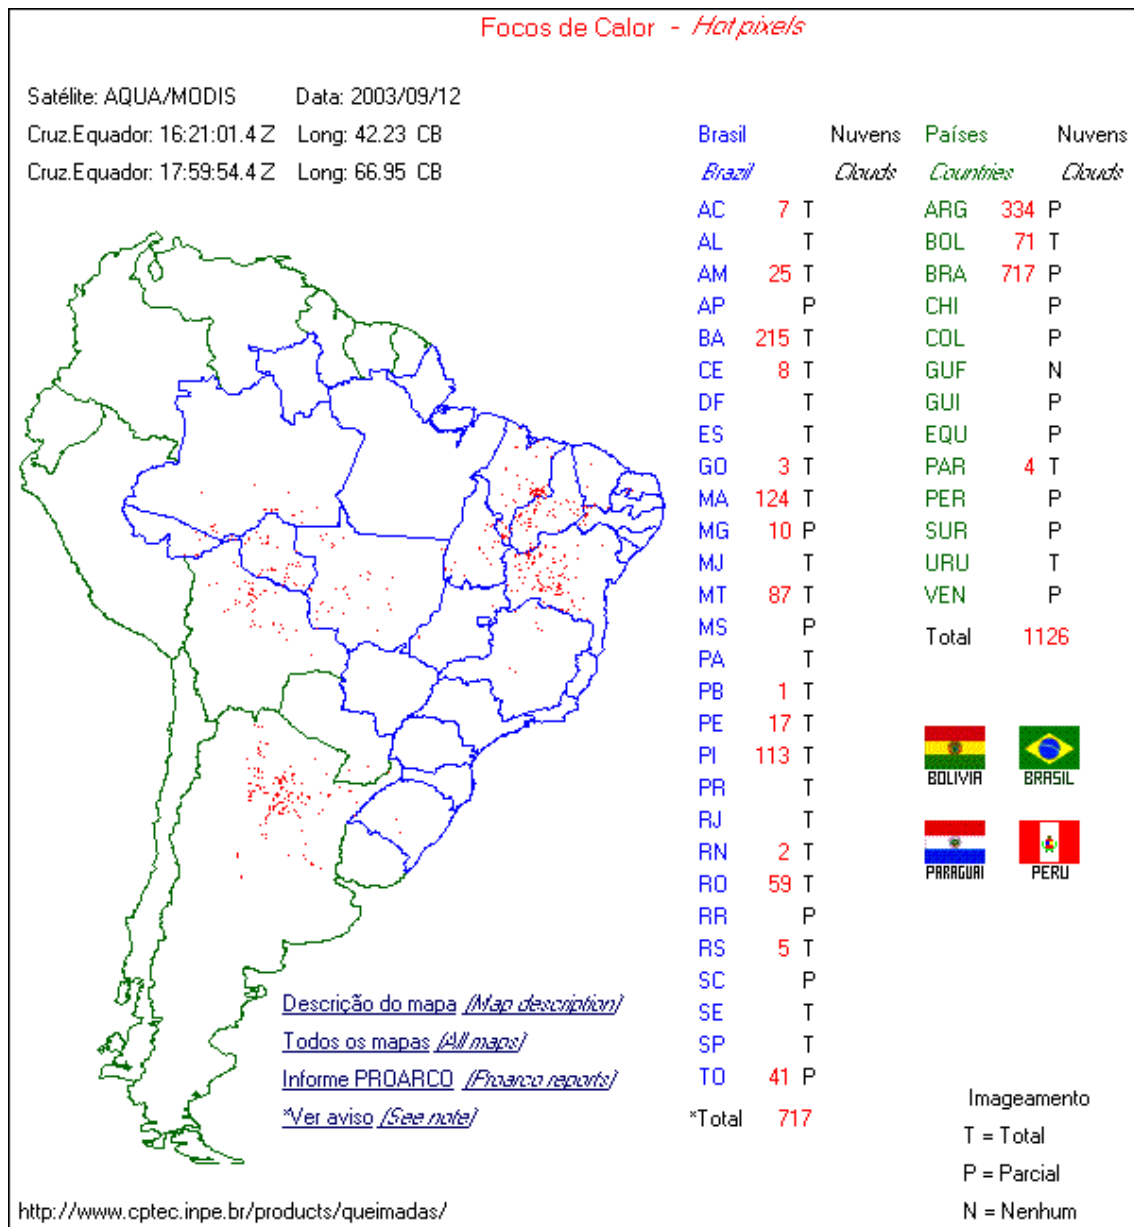 Focos de Calor - Hot pixels
Satélite: AQUA/MODIS Data: 2003/09/12
Cruz.Equador: 16:21:01.4 Z Long: 42.23 CB
Cruz.Equador: 17:59:54.4 Z Long: 66.95 CB
Brasil Nuvens Países Nuvens
Brazil Clouds Countries Clouds
AC 7 T ARG 334 P
AL T BOL 71 T
AM 25 T BRA 717 P
AP P CHI P
BA 215 T COL P
CE 8 T GUF N
DF T GUI P
ES T EQU P
GO 3 T PAR 4 T
MA 124 T PER P
MG 10 P SUR P
MJ T URU T
MT 87 T VEN P
MS P Total 1126
PA T
PB 1 T
PE 17 T
PI 113 T
PR T
RJ T
RN 2 T
RO 59 T
RR P
RS 5 T
SC P
SE T
SP T
TO 41 P
*Total 717
BOLIVIA BRASIL
PARAGUAI PERU
Descrição do mapa (Map description)
Todos os mapas (All maps)
Informe PROARCO (Proarco reports)
*Ver aviso (See note)
Imageamento
T = Total
P = Parcial
N = Nenhum
http://www.cptec.inpe.br/products/queimadas/